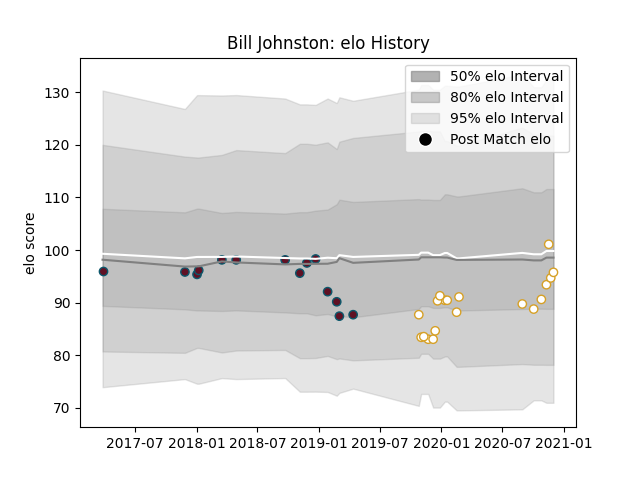 Bill Johnston: elo History
50% elo Interval
80% elo Interval
95% elo Interval
Post Match elo
elo score
130
120
110
100
90
80
70
2017-07 2018-01 2018-07 2019-01 2019-07 2020-01 2020-07 2021-01